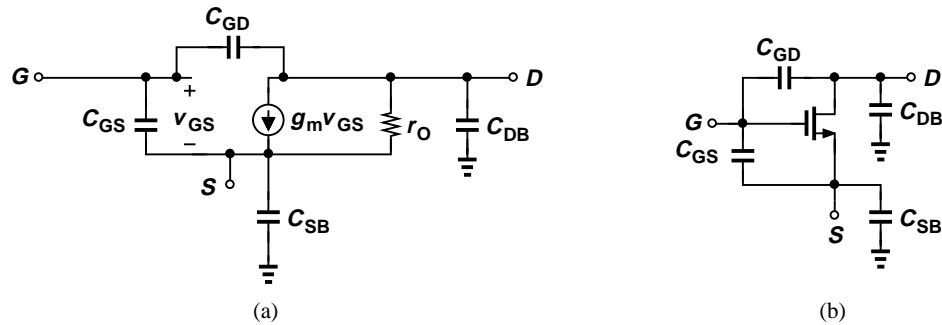 C_GD
G
D
+
C_GS
v_GS
g_m v_GS
r_O
C_DB
−
S
C_SB
(a)
C_GD
D
G
C_DB
C_GS
S
C_SB
(b)